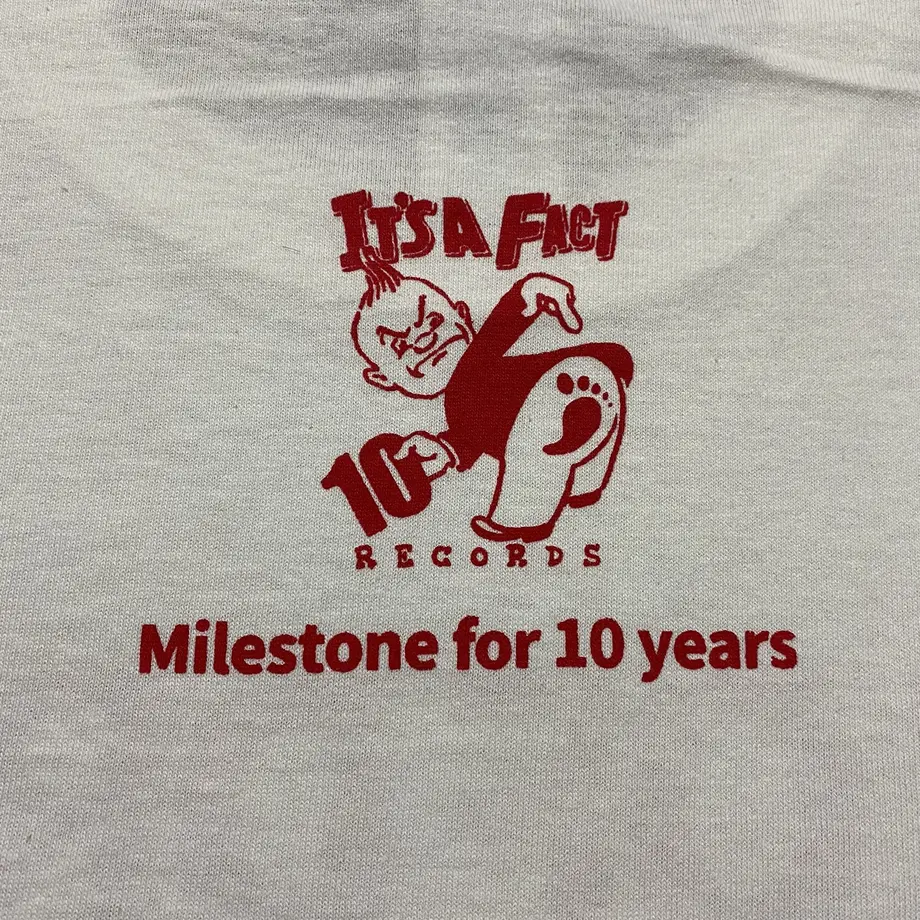 IT'S A FACT
10
RECORDS
Milestone for 10 years